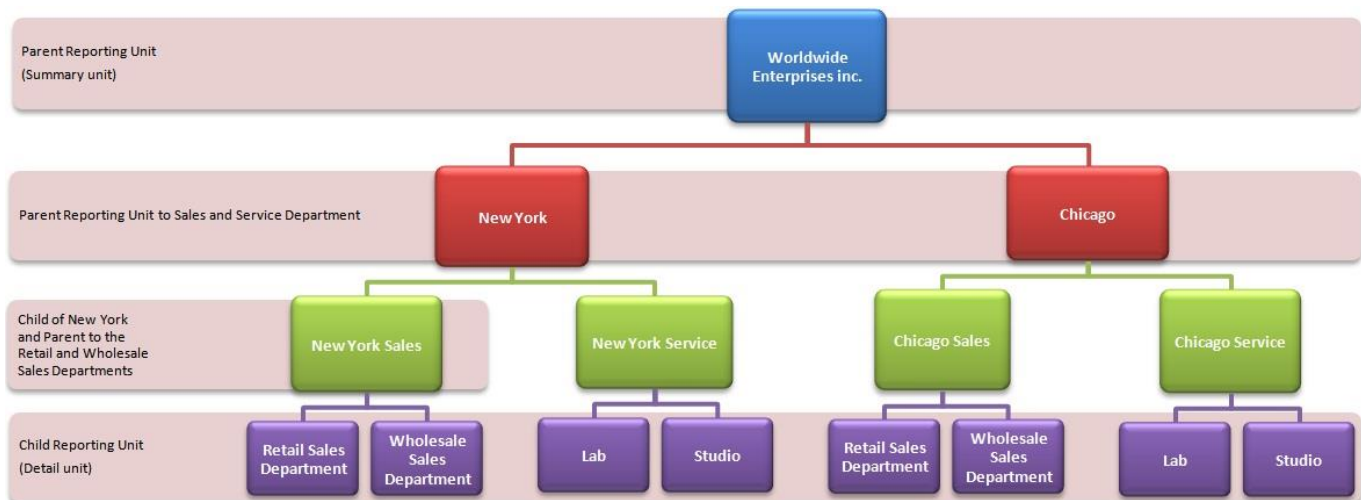 Parent Reporting Unit
(Summary unit)
Worldwide
Enterprises inc.
Parent Reporting Unit to Sales and Service Department
New York
Chicago
Child of New York
and Parent to the
Retail and Wholesale
Sales Departments
New York Sales
New York Service
Chicago Sales
Chicago Service
Child Reporting Unit
(Detail unit)
Retail Sales
Department
Wholesale
Sales
Department
Lab
Studio
Retail Sales
Department
Wholesale
Sales
Department
Lab
Studio